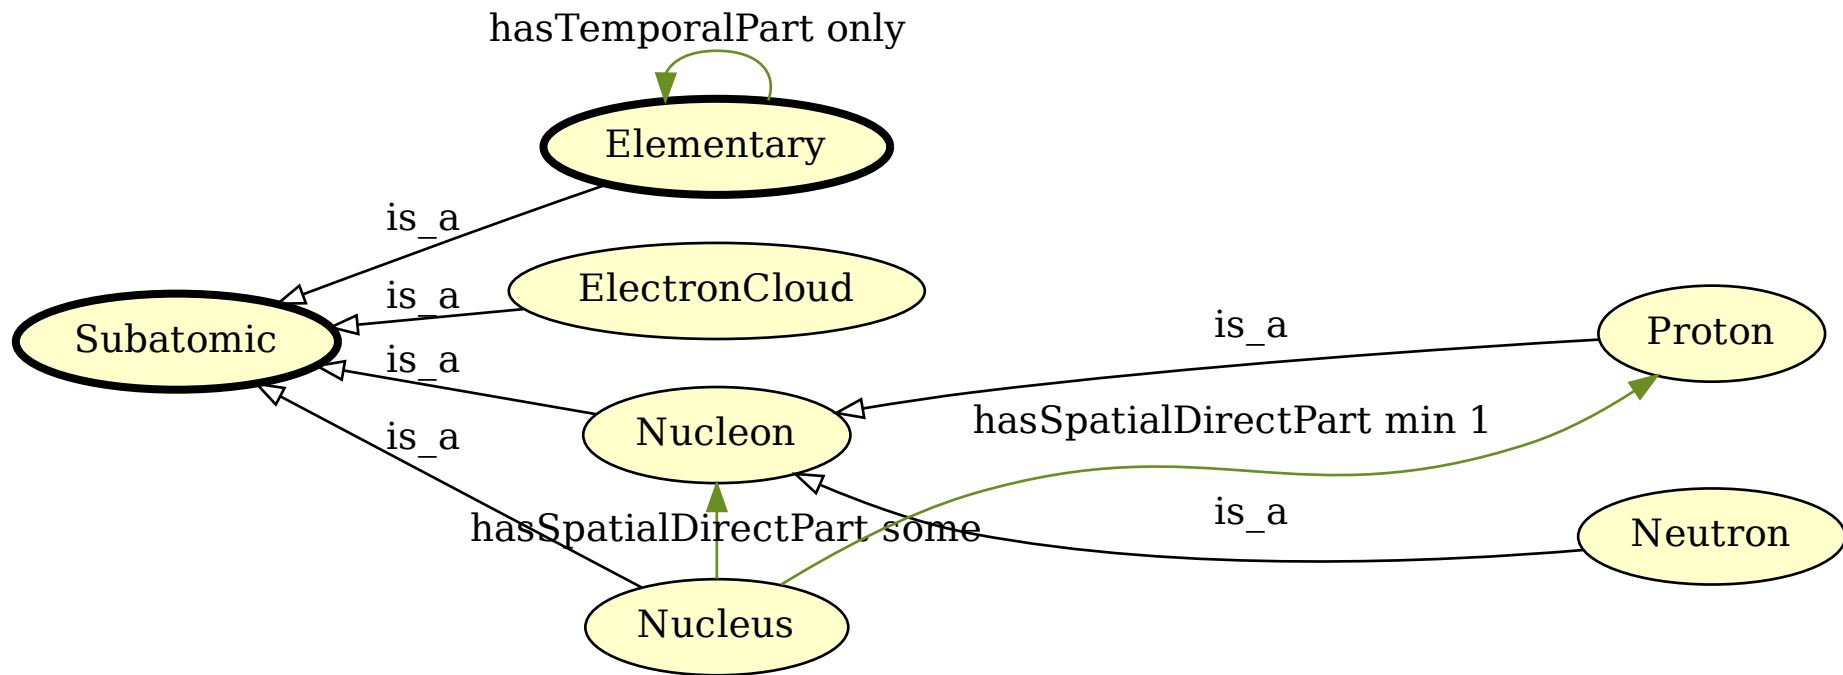 hasTemporalPart only
Elementary
is_a
ElectronCloud
is_a
Subatomic
is_a
Proton
is_a
Nucleon
is_a
hasSpatialDirectPart min 1
hasSpatialDirectPart some
is_a
Neutron
Nucleus